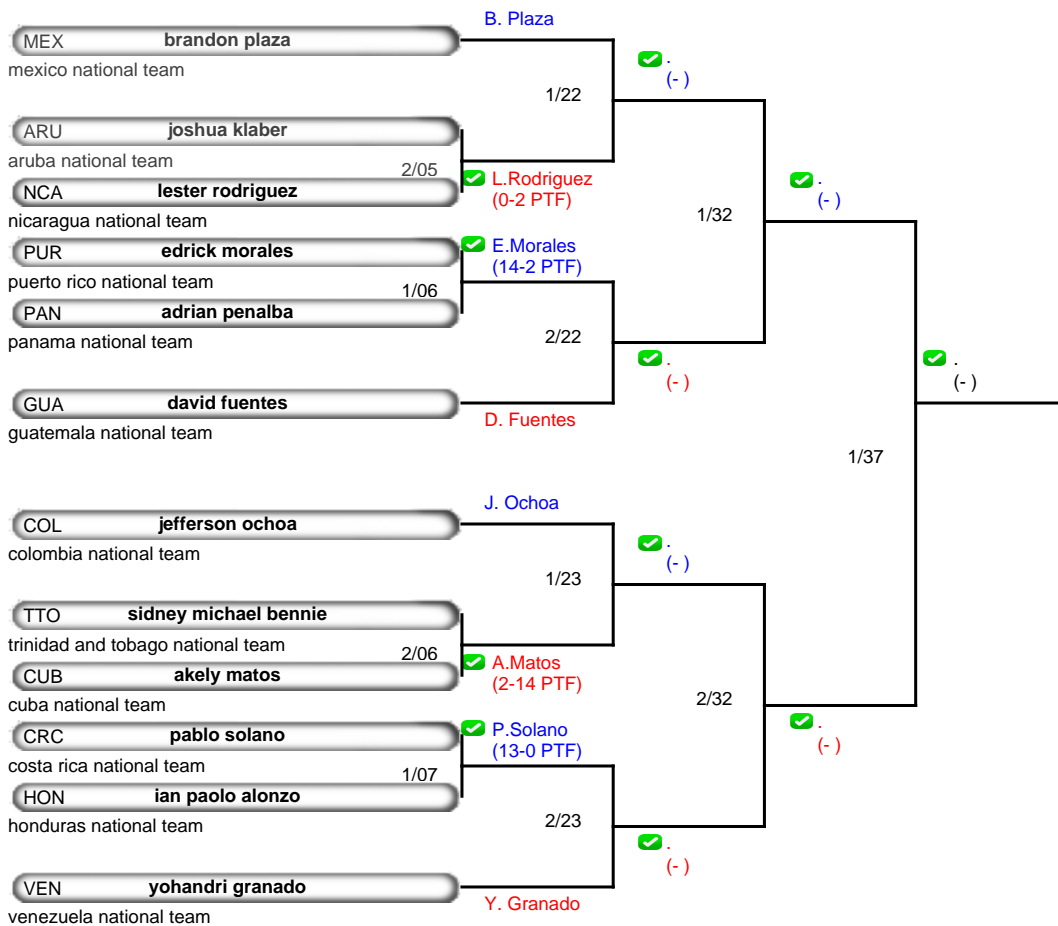 B. Plaza
MEX brandon plaza
mexico national team
.
(- )
1/22
ARU joshua klaber
aruba national team
2/05
L.Rodriguez
(0-2 PTF)
NCA lester rodriguez
nicaragua national team
.
(- )
1/32
PUR edrick morales
E.Morales
(14-2 PTF)
puerto rico national team
1/06
PAN adrian penalba
panama national team
2/22
.
(- )
.
(- )
GUA david fuentes
D. Fuentes
guatemala national team
1/37
J. Ochoa
COL jefferson ochoa
colombia national team
.
(- )
1/23
TTO sidney michael bennie
trinidad and tobago national team
2/06
A.Matos
(2-14 PTF)
CUB akely matos
cuba national team
2/32
CRC pablo solano
P.Solano
(13-0 PTF)
costa rica national team
.
(- )
1/07
HON ian paolo alonzo
honduras national team
2/23
.
(- )
VEN yohandri granado
Y. Granado
venezuela national team